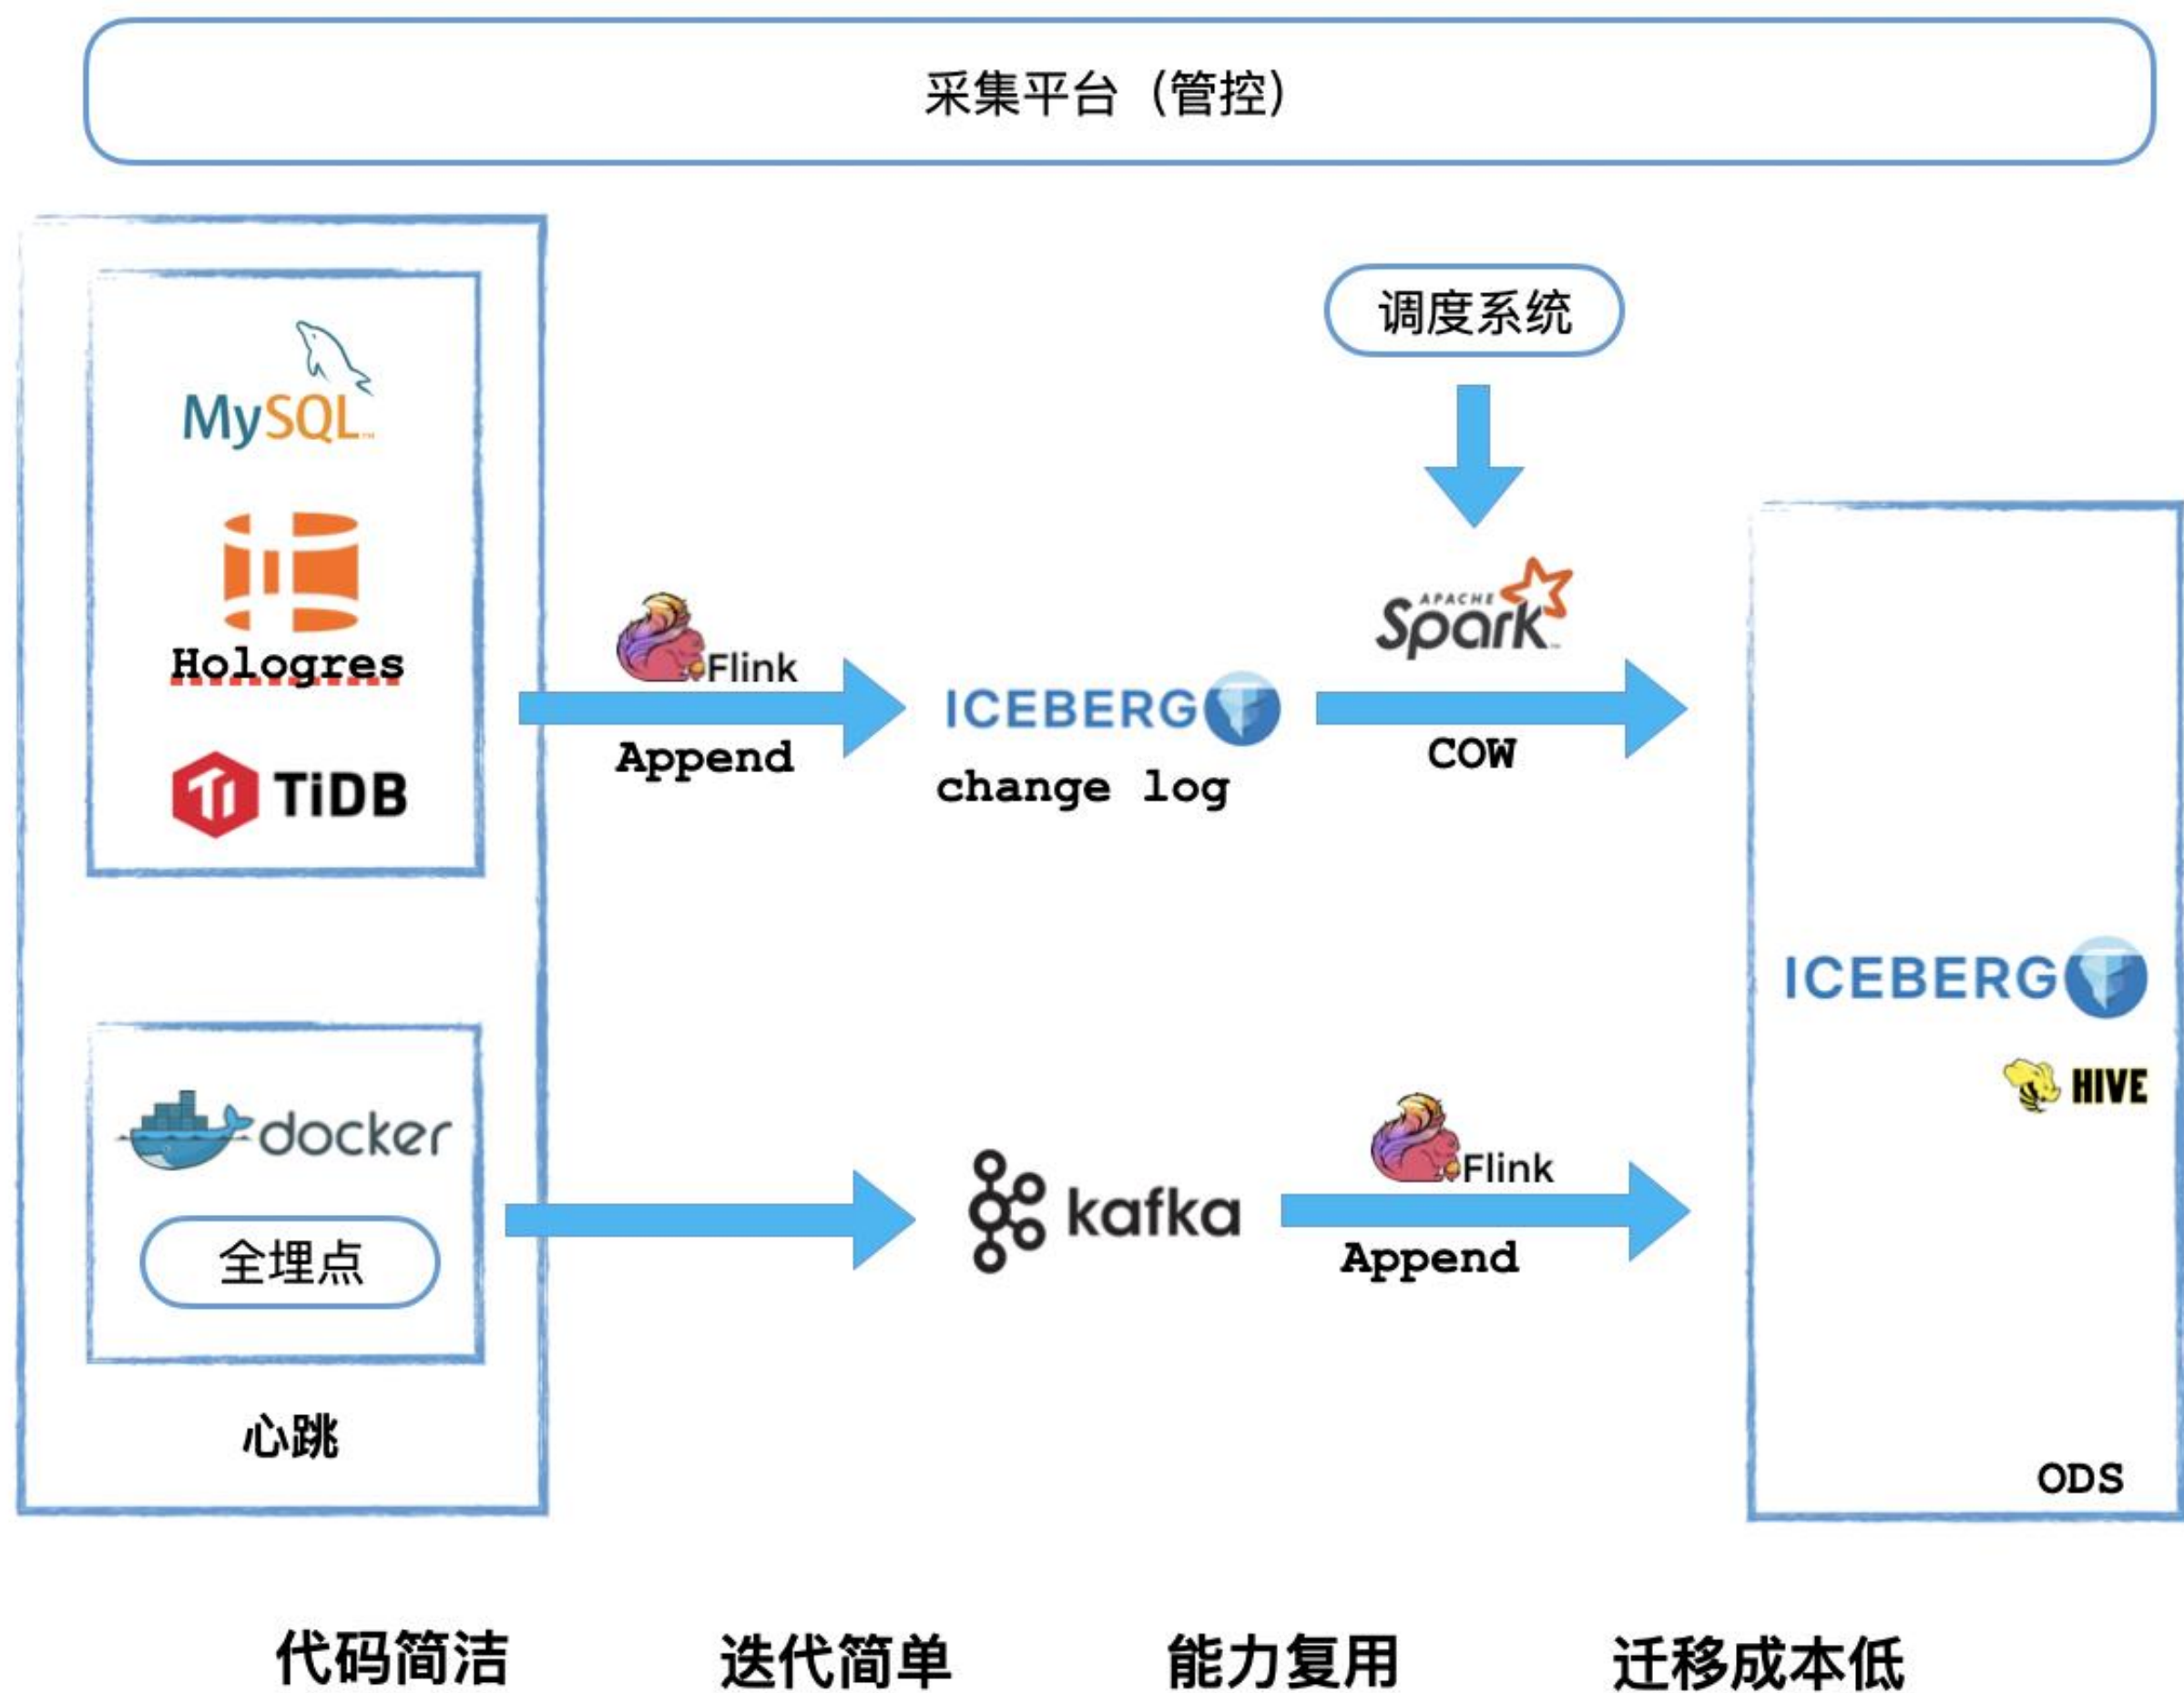 采集平台（管控）
调度系统
MySQL™
Hologres
TiDB
Flink
Append
ICEBERG
change log
APACHE
Spark™
COW
ICEBERG
HIVE
docker
全埋点
心跳
kafka
Flink
Append
ODS
代码简洁 迭代简单 能力复用 迁移成本低